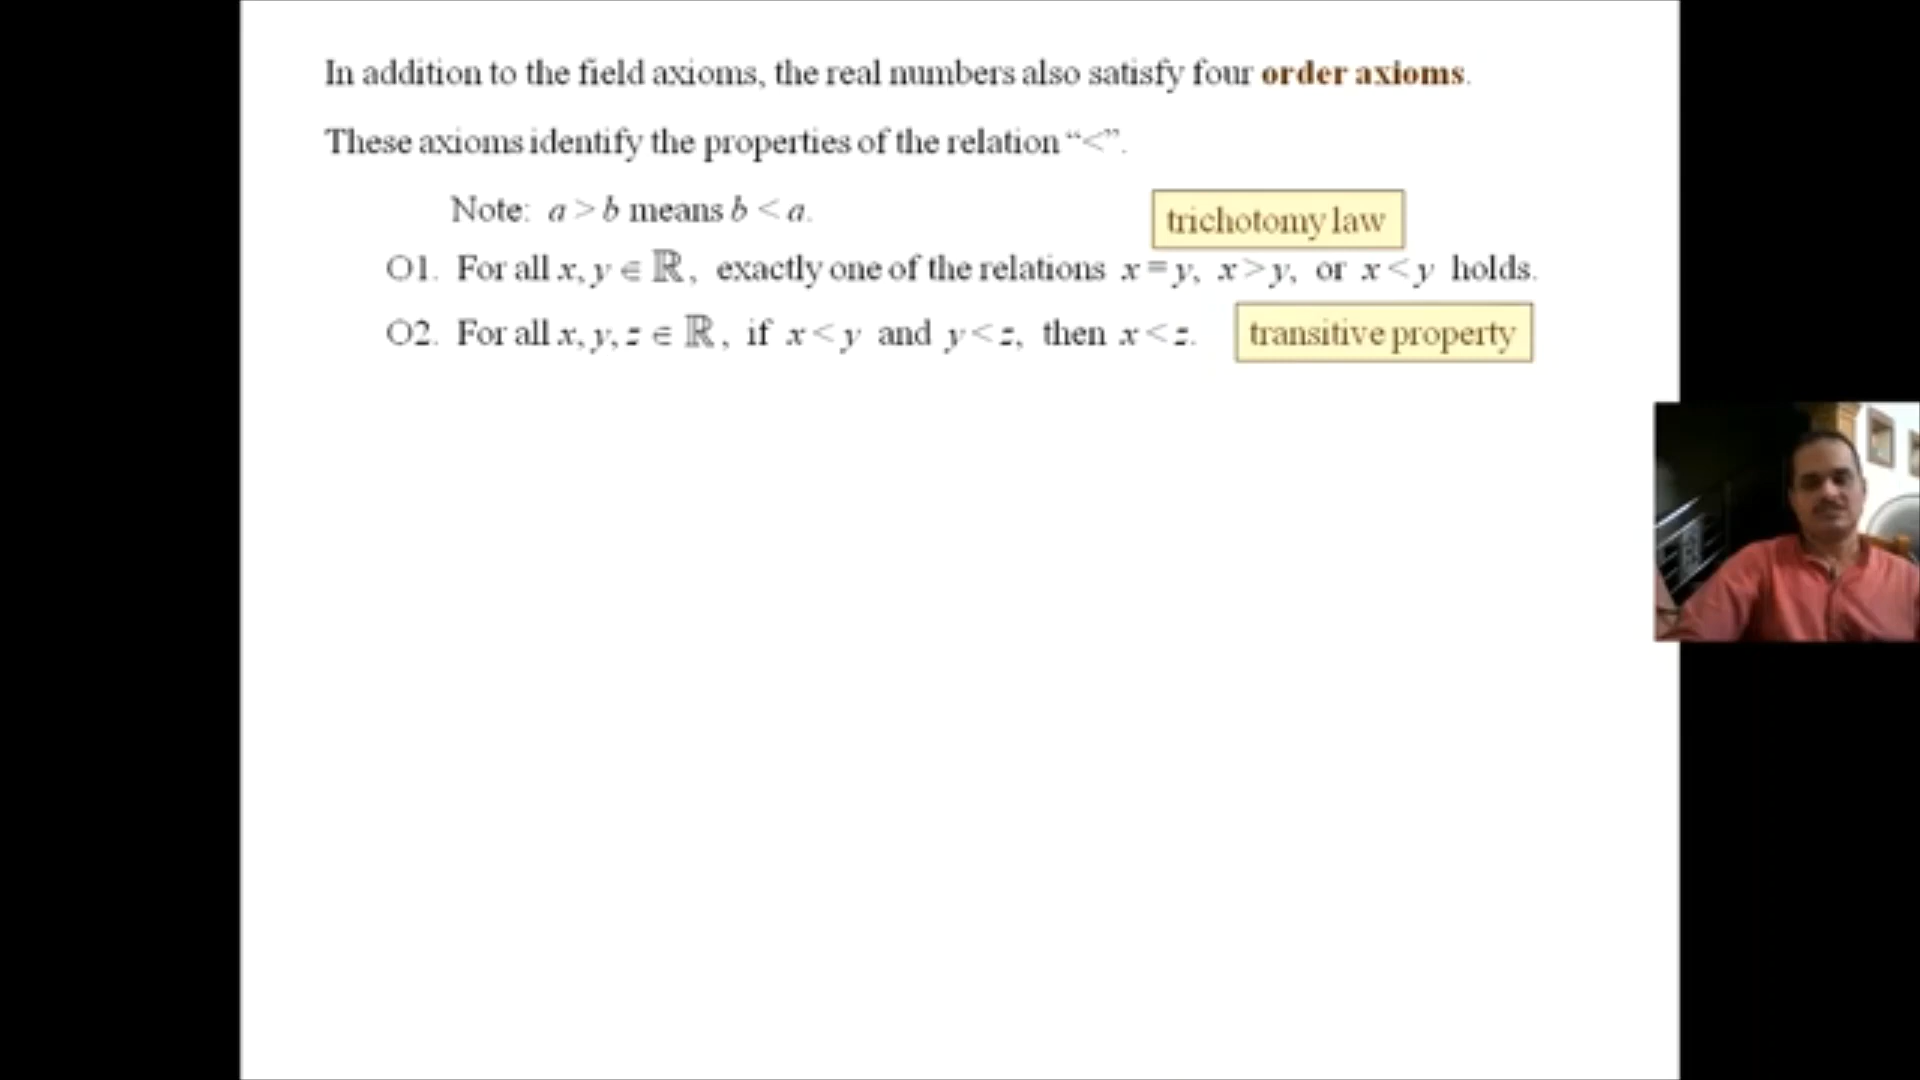 In addition to the field axioms, the real numbers also satisfy four order axioms.
These axioms identify the properties of the relation “<”.
Note: a > b means b < a.
trichotomy law
O1. For all x, y ∈ ℝ, exactly one of the relations x = y, x > y, or x < y holds.
O2. For all x, y, z ∈ ℝ, if x < y and y < z, then x < z.
transitive property